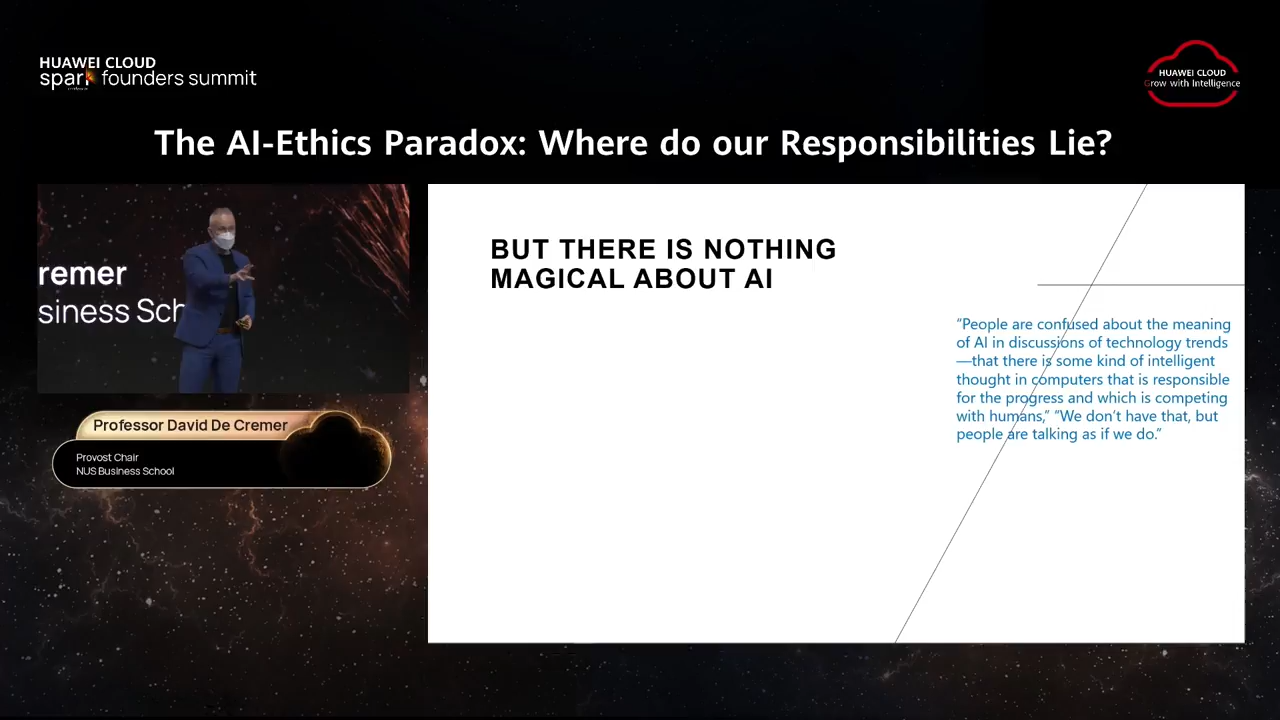 HUAWEI CLOUD
spark founders summit
HUAWEI CLOUD
Grow with Intelligence
The AI-Ethics Paradox: Where do our Responsibilities Lie?
remer
siness Sch
Professor David De Cremer
Provost Chair
NUS Business School
BUT THERE IS NOTHING
MAGICAL ABOUT AI
“People are confused about the meaning
of AI in discussions of technology trends
—that there is some kind of intelligent
thought in computers that is responsible
for the progress and which is competing
with humans,” “We don’t have that, but
people are talking as if we do.”